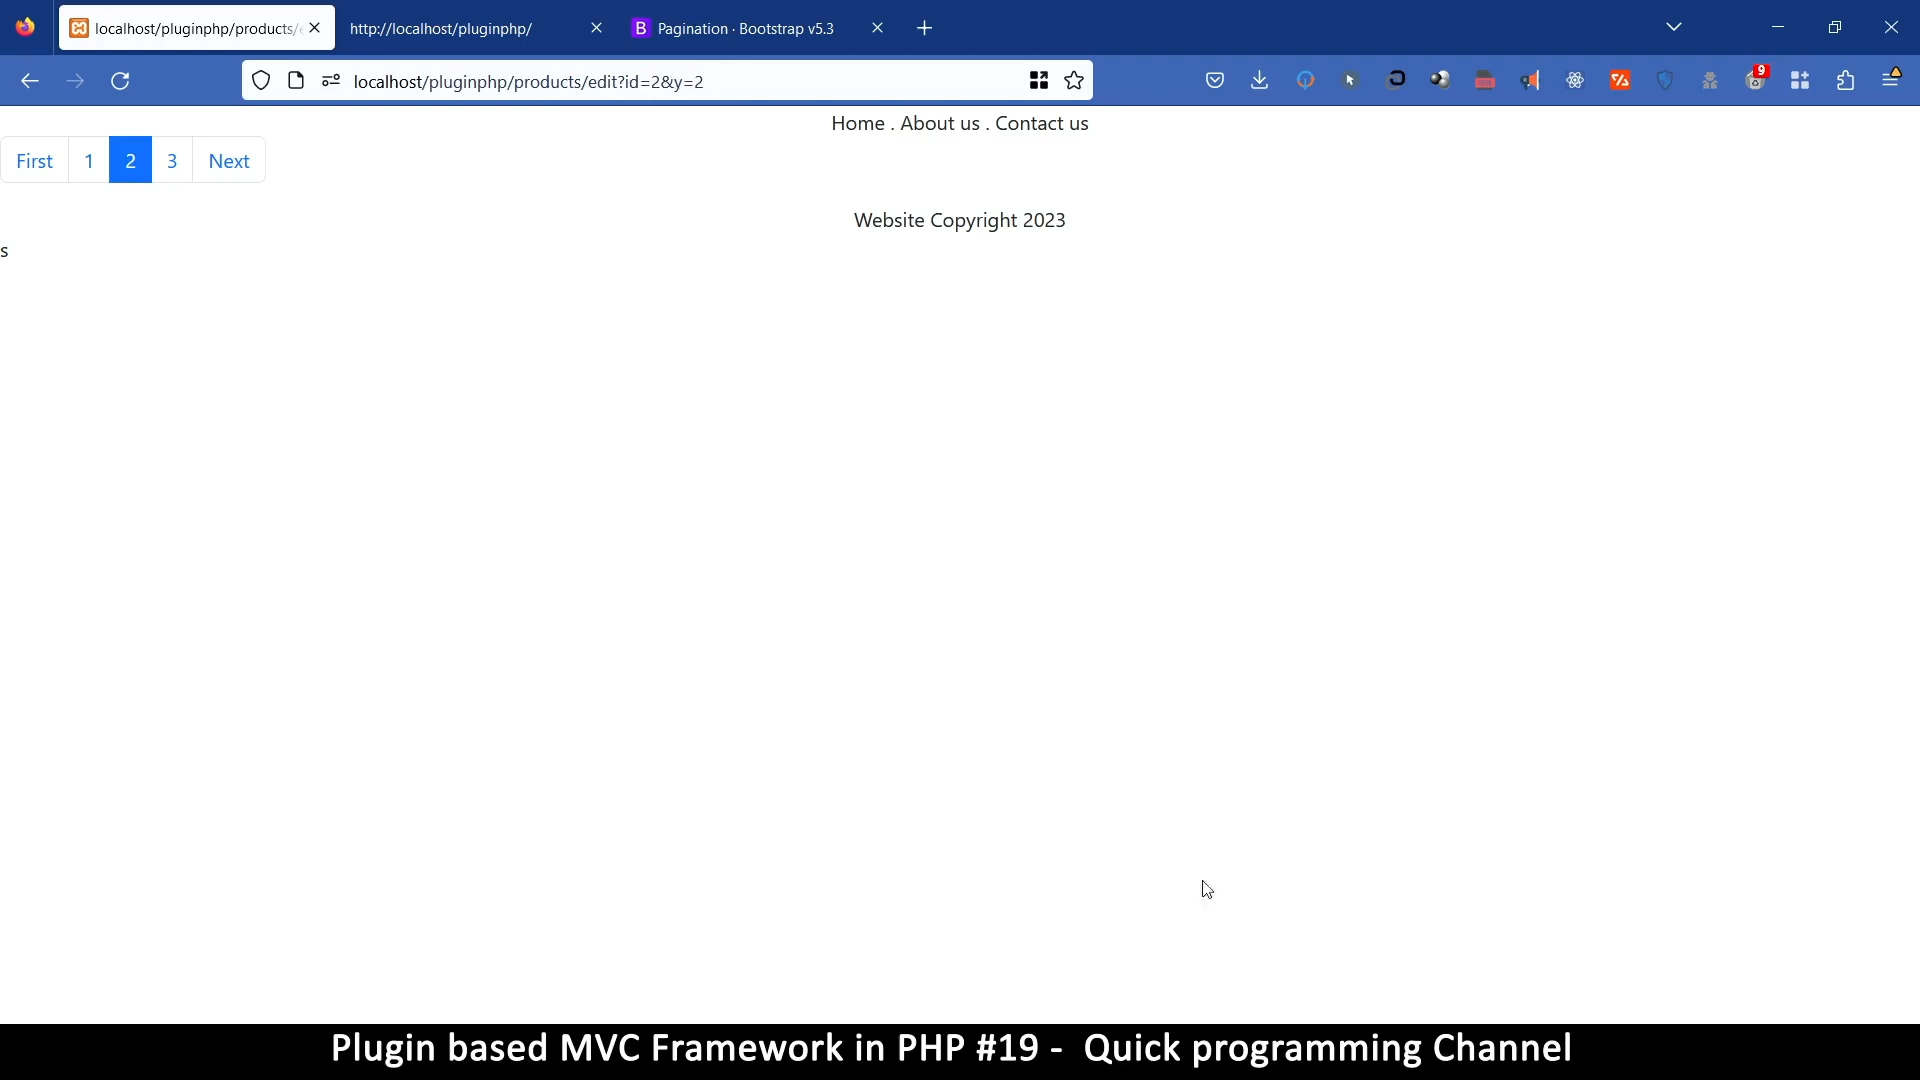 localhost/pluginphp/products/e
http://localhost/pluginphp/
B Pagination · Bootstrap v5.3
localhost/pluginphp/products/edit?id=2&y=2
9
Home . About us . Contact us
First 1 2 3 Next
Website Copyright 2023
s
Plugin based MVC Framework in PHP #19 - Quick programming Channel